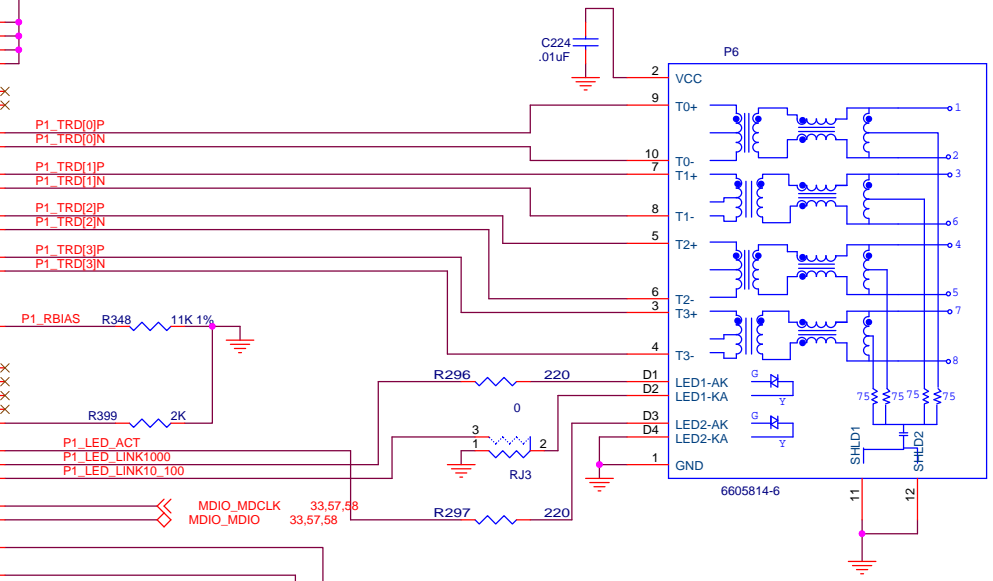 C224
.01uF
P6
2 VCC
9 T0+ 1
P1_TRD[0]P
P1_TRD[0]N
10 T0- 2
P1_TRD[1]P 7 T1+ 3
P1_TRD[1]N
P1_TRD[2]P 8 T1- 6
P1_TRD[2]N
5 T2+ 4
P1_TRD[3]P
P1_TRD[3]N
6 T2- 5
3 T3+ 7
P1_RBIAS R348 11K 1%
4 T3- 8
R296 220 D1 LED1-AK G
D2 LED1-KA Y
75 75 75 75
0
R399 2K D3 LED2-AK G
D4 LED2-KA Y
3
P1_LED_ACT 1 2
P1_LED_LINK1000
P1_LED_LINK10_100
RJ3
1 GND
SHLD1
SHLD2
6605814-6
11
12
MDIO_MDCLK 33,57,58
MDIO_MDIO 33,57,58
R297 220